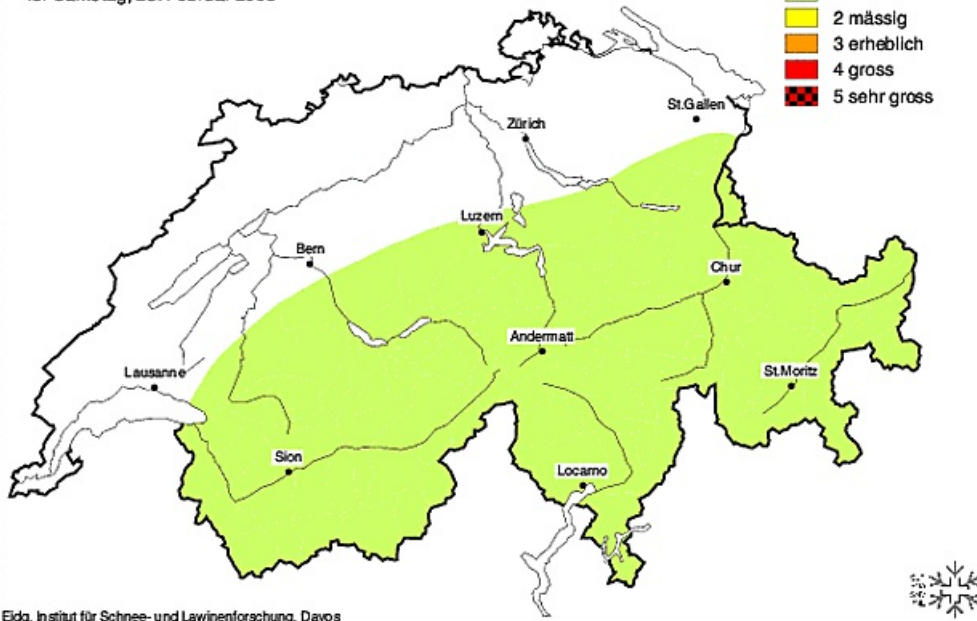 2 mässig
3 erheblich
4 gross
5 sehr gross
St.Gallen
Zürich
Luzern
Bern
Chur
Andermatt
Lausanne
St.Moritz
Sion
Locarno
Eidg. Institut für Schnee- und Lawinenforschung, Davos